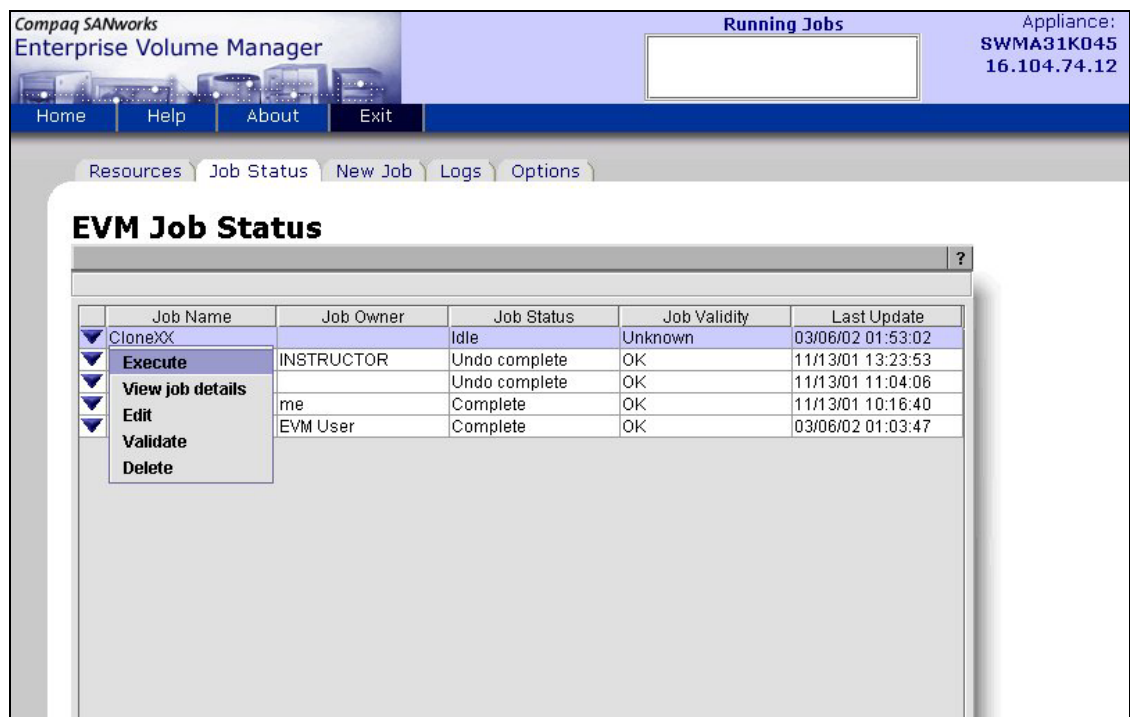 Compaq SANworks
Enterprise Volume Manager
Running Jobs
Appliance:
SWMA31K045
16.104.74.12
Home Help About Exit
Resources Job Status New Job Logs Options
EVM Job Status
?
Job Name Job Owner Job Status Job Validity Last Update
CloneXX Idle Unknown 03/06/02 01:53:02
INSTRUCTOR Undo complete OK 11/13/01 13:23:53
Undo complete OK 11/13/01 11:04:06
me Complete OK 11/13/01 10:16:40
EVM User Complete OK 03/06/02 01:03:47
Execute
View job details
Edit
Validate
Delete